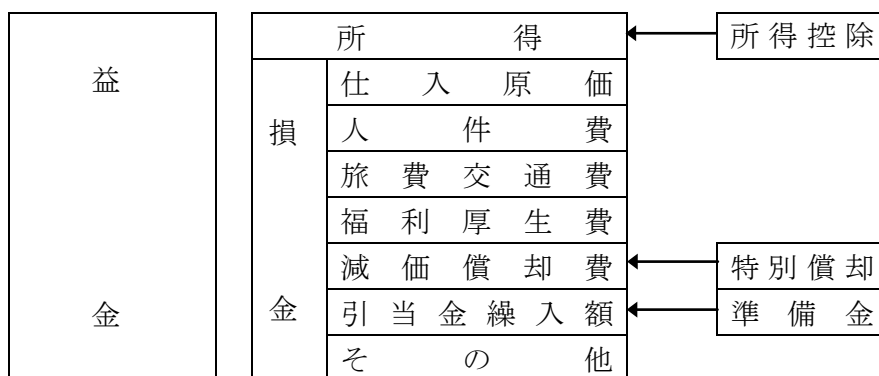 所得
所得控除
益金
損金
仕入原価
人件費
旅費交通費
福利厚生費
減価償却費
特別償却
引当金繰入額
準備金
その他